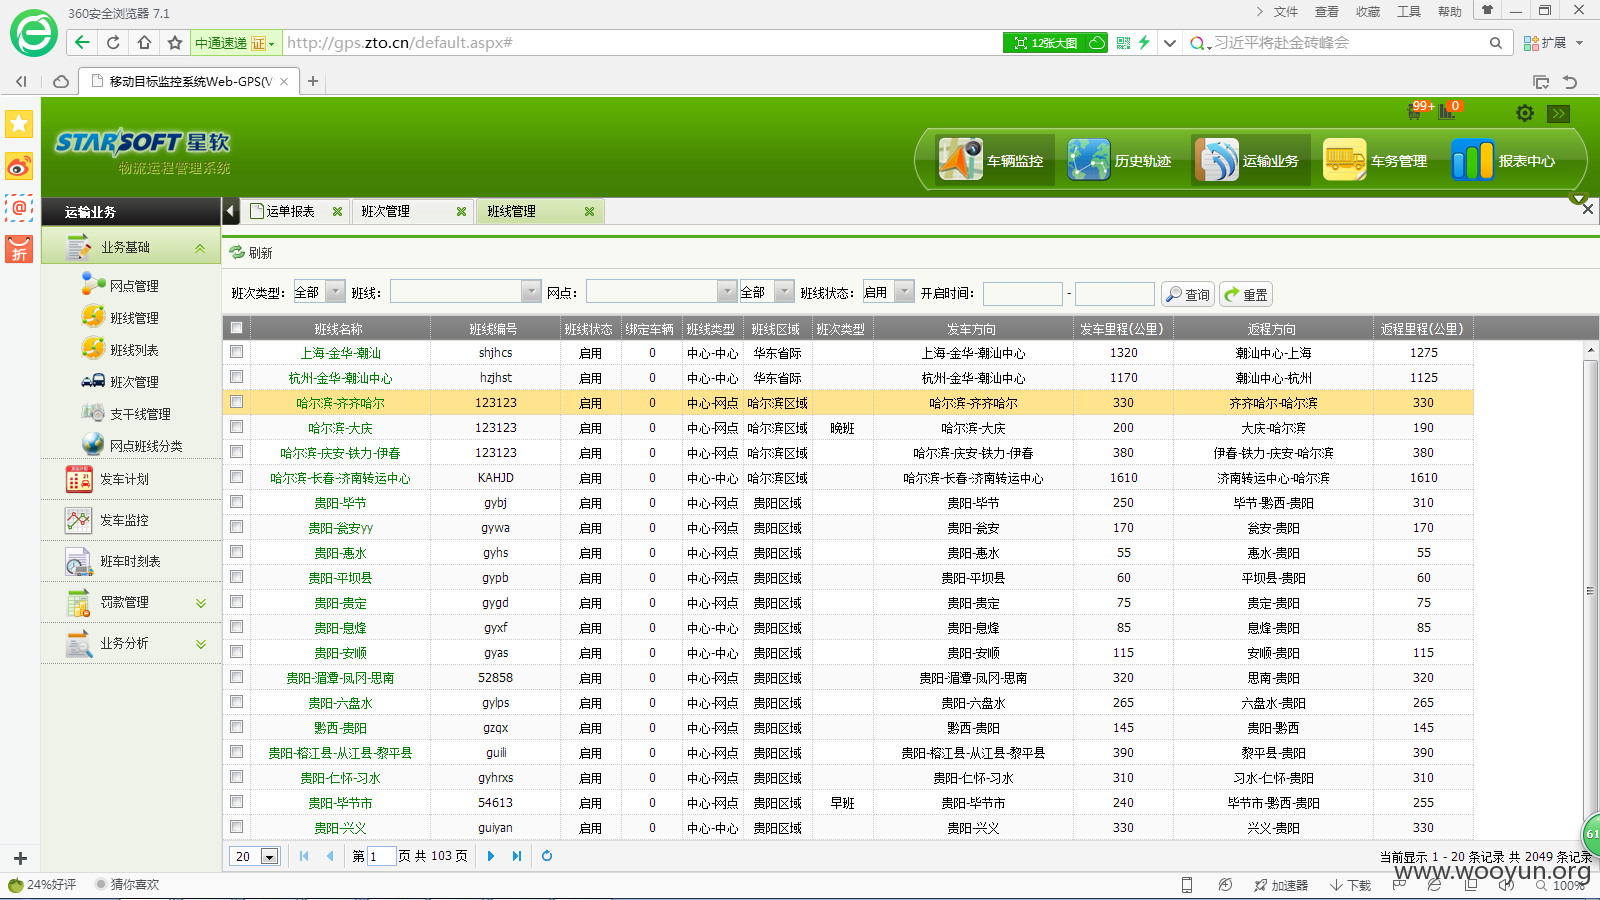 360安全浏览器 7.1
文件 查看 收藏 工具 帮助
中通速递 证 http://gps.zto.cn/default.aspx#
12张大图 习近平将赴金砖峰会 扩展
移动目标监控系统Web-GPS(V
99+ 0
STARSOFT 星软
物流运程管理系统
车辆监控 历史轨迹 运输业务 车务管理 报表中心
运输业务 运单报表 班次管理 班线管理
业务基础
网点管理
班线管理
班线列表
班次管理
支干线管理
网点班线分类
发车计划
发车监控
班车时刻表
罚款管理
业务分析
刷新
班次类型: 全部 班线: 网点: 全部 班线状态: 启用 开启时间: - 查询 重置
班线名称 班线编号 班线状态 绑定车辆 班线类型 班线区域 班次类型 发车方向 发车里程(公里) 返程方向 返程里程(公里)
上海-金华-潮汕 shjhcs 启用 0 中心-中心 华东省际 上海-金华-潮汕中心 1320 潮汕中心-上海 1275
杭州-金华-潮汕中心 hzjhst 启用 0 中心-中心 华东省际 杭州-金华-潮汕中心 1170 潮汕中心-杭州 1125
哈尔滨-齐齐哈尔 123123 启用 0 中心-网点 哈尔滨区域 哈尔滨-齐齐哈尔 330 齐齐哈尔-哈尔滨 330
哈尔滨-大庆 123123 启用 0 中心-网点 哈尔滨区域 晚班 哈尔滨-大庆 200 大庆-哈尔滨 190
哈尔滨-庆安-铁力-伊春 123123 启用 0 中心-网点 哈尔滨区域 哈尔滨-庆安-铁力-伊春 380 伊春-铁力-庆安-哈尔滨 380
哈尔滨-长春-济南转运中心 KAHJD 启用 0 中心-中心 哈尔滨区域 哈尔滨-长春-济南转运中心 1610 济南转运中心-哈尔滨 1610
贵阳-毕节 gybj 启用 0 中心-网点 贵阳区域 贵阳-毕节 250 毕节-黔西-贵阳 310
贵阳-瓮安yy gywa 启用 0 中心-网点 贵阳区域 贵阳-瓮安 170 瓮安-贵阳 170
贵阳-惠水 gyhs 启用 0 中心-网点 贵阳区域 贵阳-惠水 55 惠水-贵阳 55
贵阳-平坝县 gypb 启用 0 中心-网点 贵阳区域 贵阳-平坝县 60 平坝县-贵阳 60
贵阳-贵定 gygd 启用 0 中心-网点 贵阳区域 贵阳-贵定 75 贵定-贵阳 75
贵阳-息烽 gyxf 启用 0 中心-中心 贵阳区域 贵阳-息烽 85 息烽-贵阳 85
贵阳-安顺 gyas 启用 0 中心-中心 贵阳区域 贵阳-安顺 115 安顺-贵阳 115
贵阳-湄潭-凤冈-思南 52858 启用 0 中心-网点 贵阳区域 贵阳-湄潭-凤冈-思南 320 思南-贵阳 320
贵阳-六盘水 gylps 启用 0 中心-网点 贵阳区域 贵阳-六盘水 265 六盘水-贵阳 265
黔西-贵阳 gzqx 启用 0 中心-网点 贵阳区域 黔西-贵阳 145 贵阳-黔西 145
贵阳-榕江县-从江县-黎平县 guili 启用 0 中心-网点 贵阳区域 贵阳-榕江县-从江县-黎平县 390 黎平县-贵阳 390
贵阳-仁怀-习水 gyhrxs 启用 0 中心-网点 贵阳区域 贵阳-仁怀-习水 310 习水-仁怀-贵阳 310
贵阳-毕节市 54613 启用 0 中心-网点 贵阳区域 早班 贵阳-毕节市 240 毕节市-黔西-贵阳 255
贵阳-兴义 guiyan 启用 0 中心-中心 贵阳区域 贵阳-兴义 330 兴义-贵阳 330
20 第 1 页 共 103 页 当前显示 1 - 20 条记录 共 2049 条记录
61
www.wooyun.org
24%好评 猜你喜欢 加速器 下载 100%